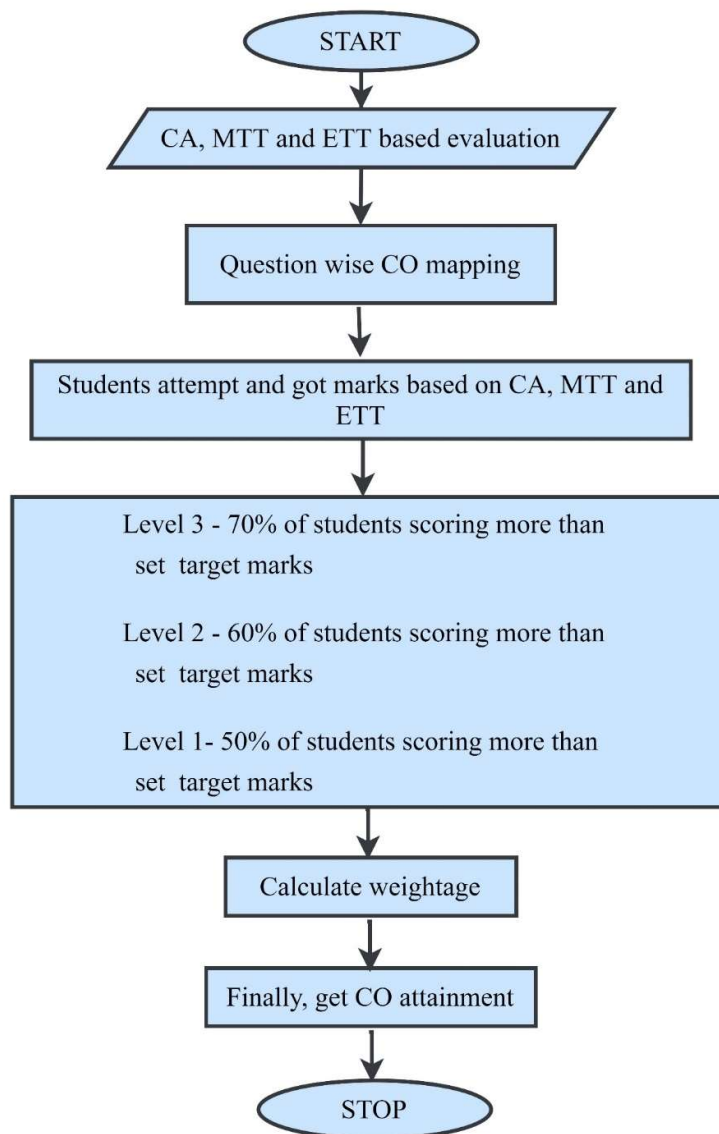 START
CA, MTT and ETT based evaluation
Question wise CO mapping
Students attempt and got marks based on CA, MTT and
ETT
Level 3 - 70% of students scoring more than
set target marks
Level 2 - 60% of students scoring more than
set target marks
Level 1- 50% of students scoring more than
set target marks
Calculate weightage
Finally, get CO attainment
STOP